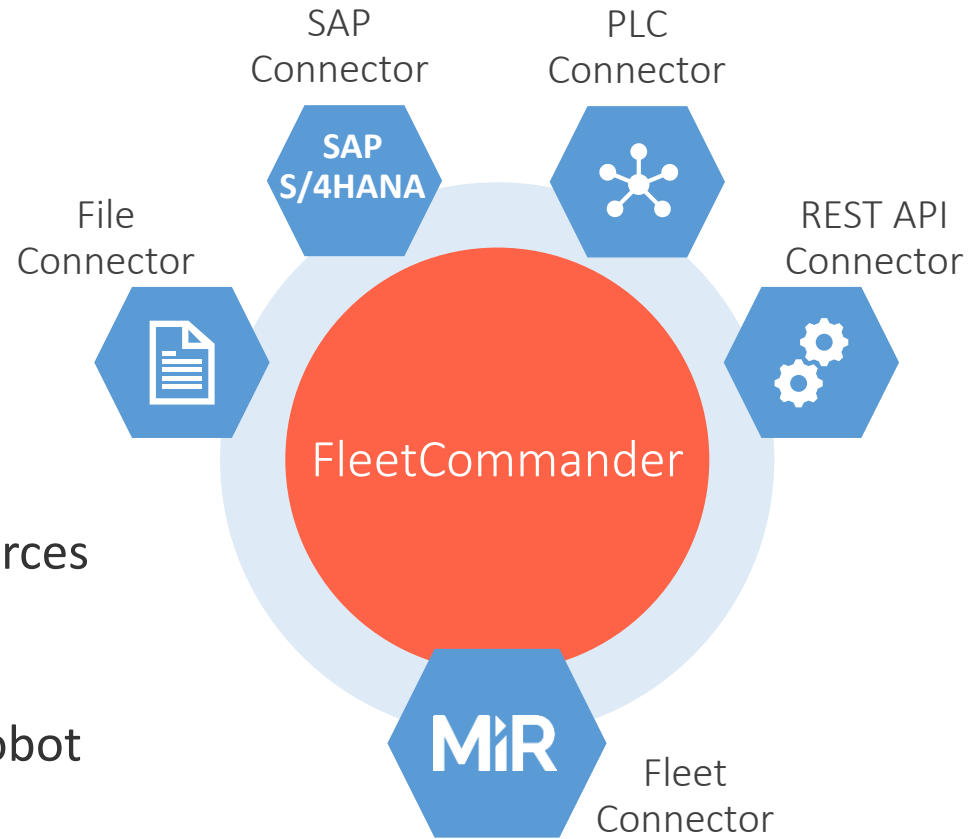 SAP
Connector
PLC
Connector
SAP
S/4HANA
File
Connector
REST API
Connector
FleetCommander
rces
obot
MiR
Fleet
Connector